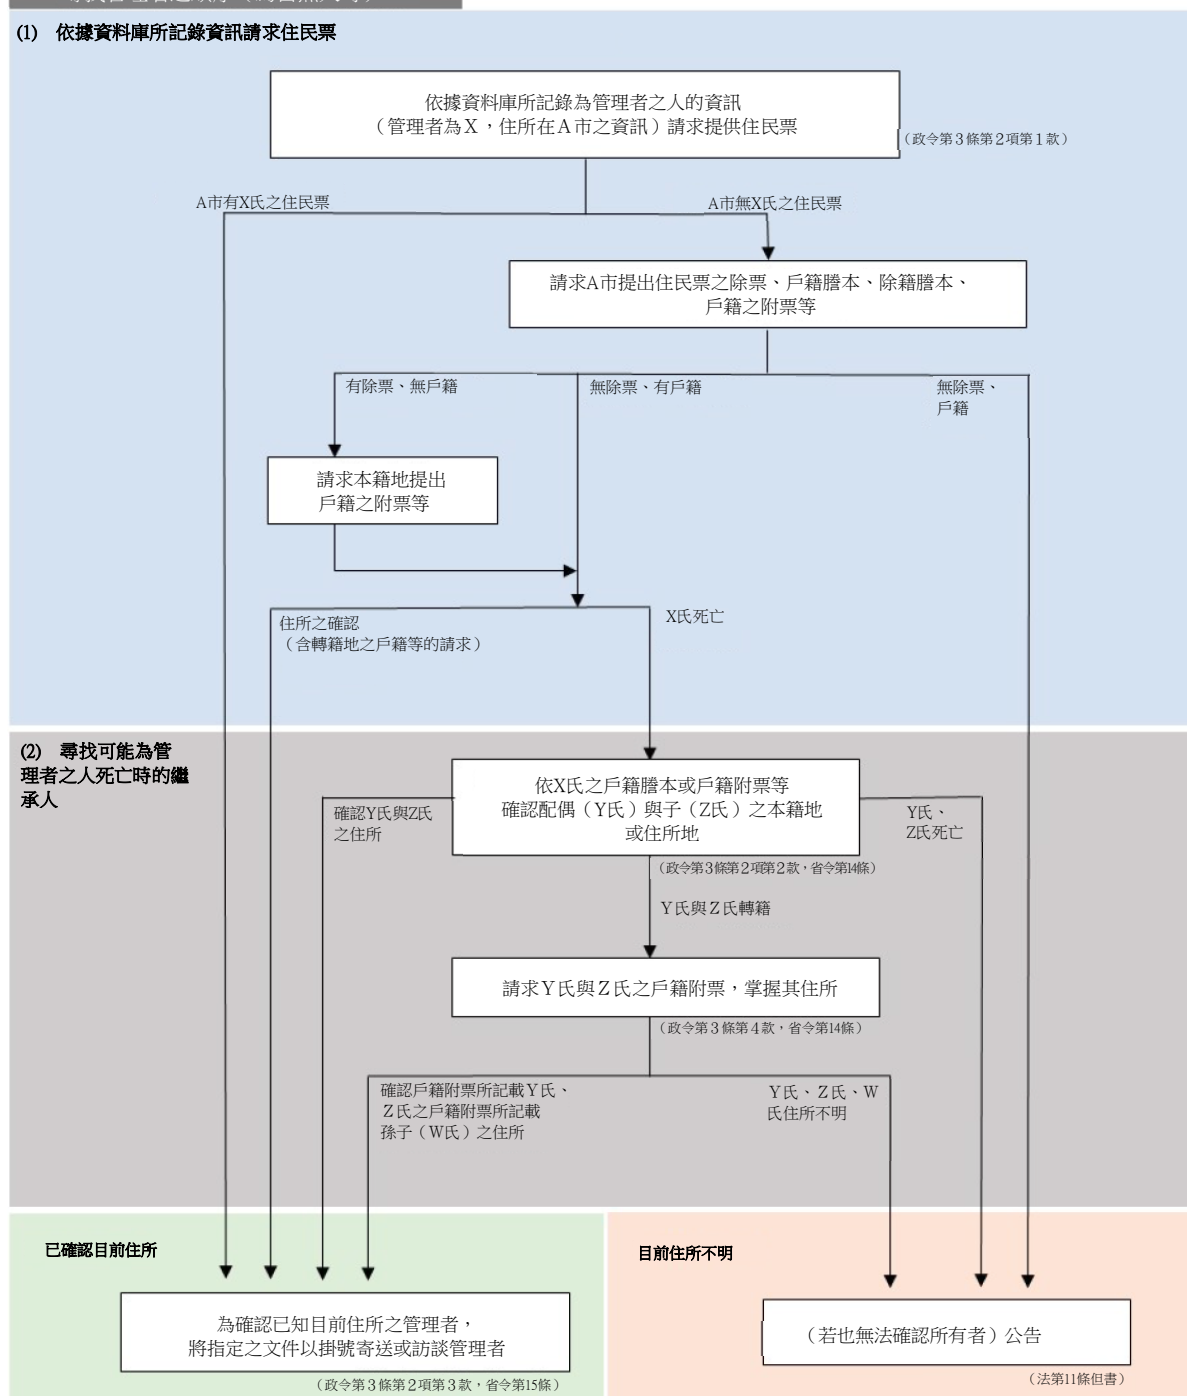 (1) 依據資料庫所記錄資訊請求住民票
依據資料庫所記錄為管理者之人的資訊
（管理者為Ｘ，住所在Ａ市之資訊）請求提供住民票
（政令第３條第２項第１款）
A市有X氏之住民票
A市無X氏之住民票
請求A市提出住民票之除票、戶籍謄本、除籍謄本、
戶籍之附票等
有除票、無戶籍
無除票、有戶籍
無除票、
戶籍
請求本籍地提出
戶籍之附票等
住所之確認
（含轉籍地之戶籍等的請求）
X氏死亡
(2) 尋找可能為管
理者之人死亡時的繼
承人
依X氏之戶籍謄本或戶籍附票等
確認配偶（Y氏）與子（Z氏）之本籍地
或住所地
（政令第３條第２項第２款，省令第14條）
確認Y氏與Z氏
之住所
Y氏、
Z氏死亡
Ｙ氏與Ｚ氏轉籍
請求Ｙ氏與Ｚ氏之戶籍附票，掌握其住所
（政令第３條第４款，省令第14條）
確認戶籍附票所記載Ｙ氏、
Ｚ氏之戶籍附票所記載
孫子（W氏）之住所
Ｙ氏、Ｚ氏、W
氏住所不明
已確認目前住所
目前住所不明
為確認已知目前住所之管理者，
將指定之文件以掛號寄送或訪談管理者
（政令第３條第２項第３款，省令第15條）
（若也無法確認所有者）公告
（法第11條但書）